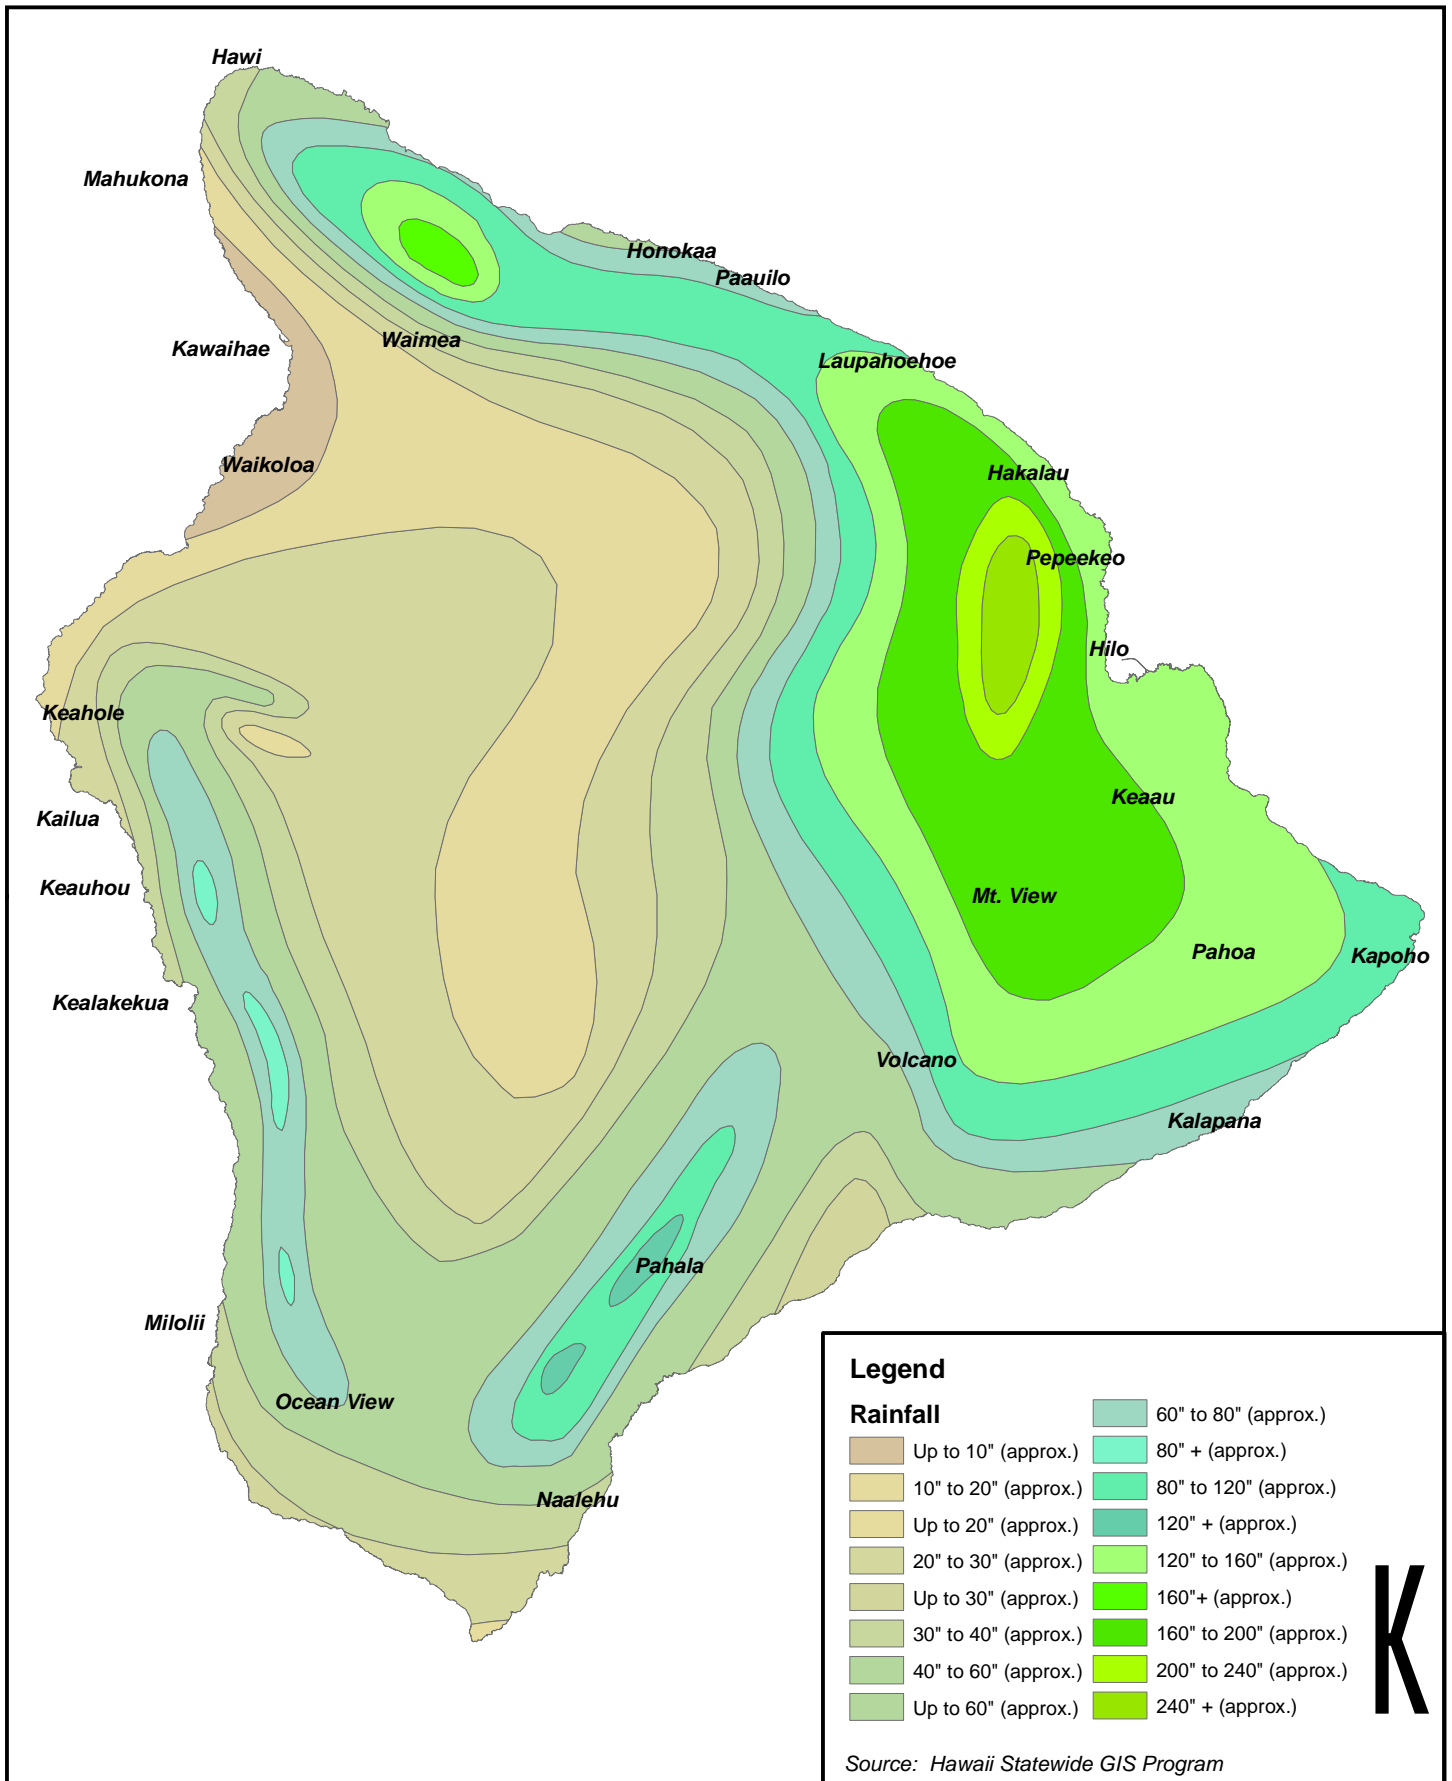 Hawi
Mahukona
Honokaa
Paauilo
Kawaihae
Waimea
Laupahoehoe
Waikoloa
Hakalau
Pepeekeo
Hilo
Keahole
Keaau
Kailua
Keauhou
Mt. View
Pahoa
Kapoho
Kealakekua
Volcano
Kalapana
Pahala
Milolii
Ocean View
Naalehu
Legend
Rainfall
Up to 10" (approx.)
10" to 20" (approx.)
Up to 20" (approx.)
20" to 30" (approx.)
Up to 30" (approx.)
30" to 40" (approx.)
40" to 60" (approx.)
Up to 60" (approx.)
60" to 80" (approx.)
80" + (approx.)
80" to 120" (approx.)
120" + (approx.)
120" to 160" (approx.)
160"+ (approx.)
160" to 200" (approx.)
200" to 240" (approx.)
240" + (approx.)
K
Source: Hawaii Statewide GIS Program